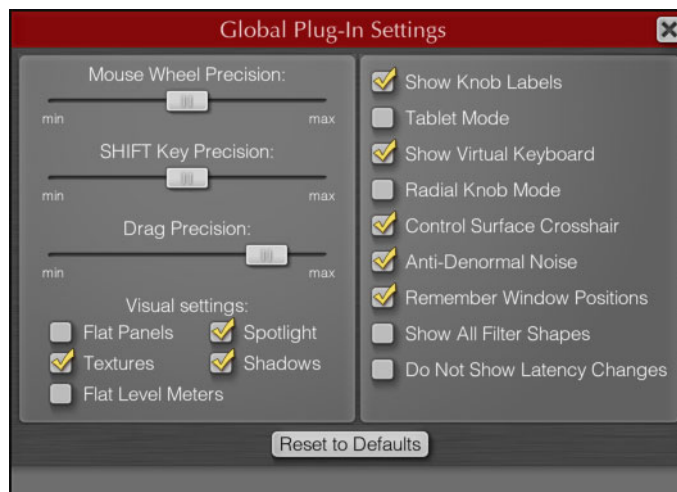 Global Plug-In Settings
Mouse Wheel Precision:
min
max
SHIFT Key Precision:
min
max
Drag Precision:
min
max
Visual settings:
Flat Panels
Spotlight
Textures
Shadows
Flat Level Meters
Show Knob Labels
Tablet Mode
Show Virtual Keyboard
Radial Knob Mode
Control Surface Crosshair
Anti-Denormal Noise
Remember Window Positions
Show All Filter Shapes
Do Not Show Latency Changes
Reset to Defaults